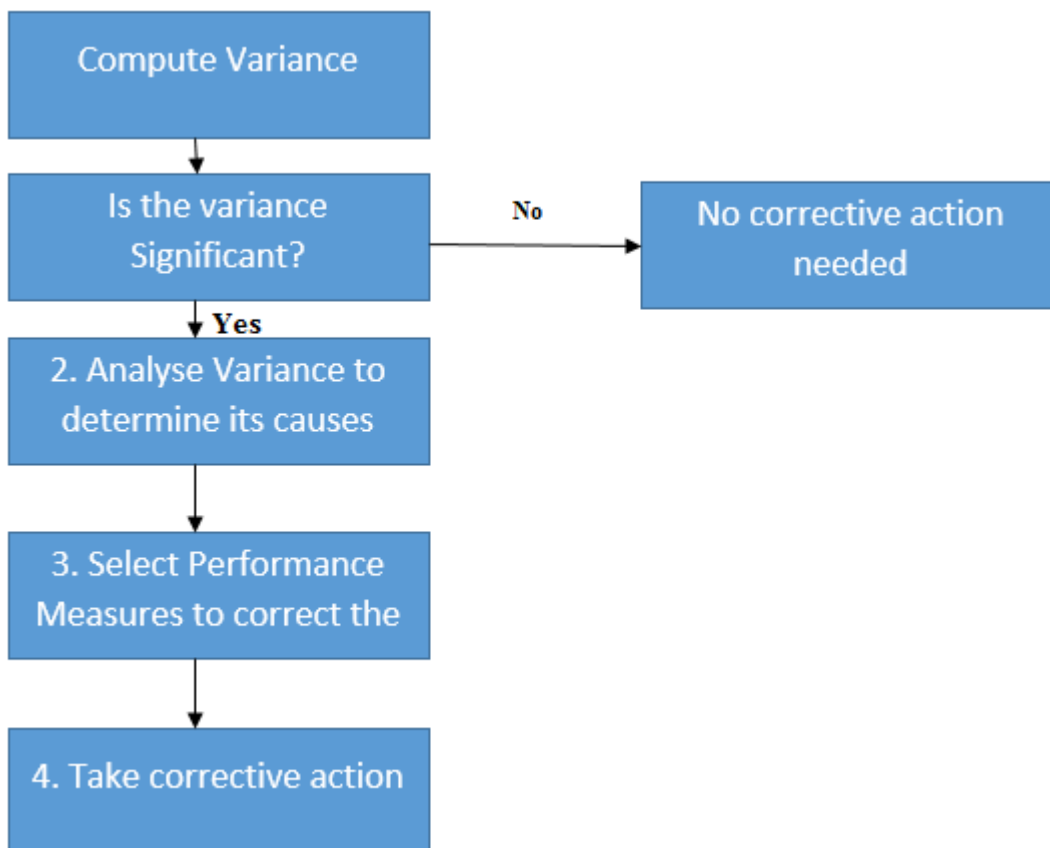 Compute Variance
Is the variance
Significant?
No
No corrective action
needed
Yes
2. Analyse Variance to
determine its causes
3. Select Performance
Measures to correct the
4. Take corrective action